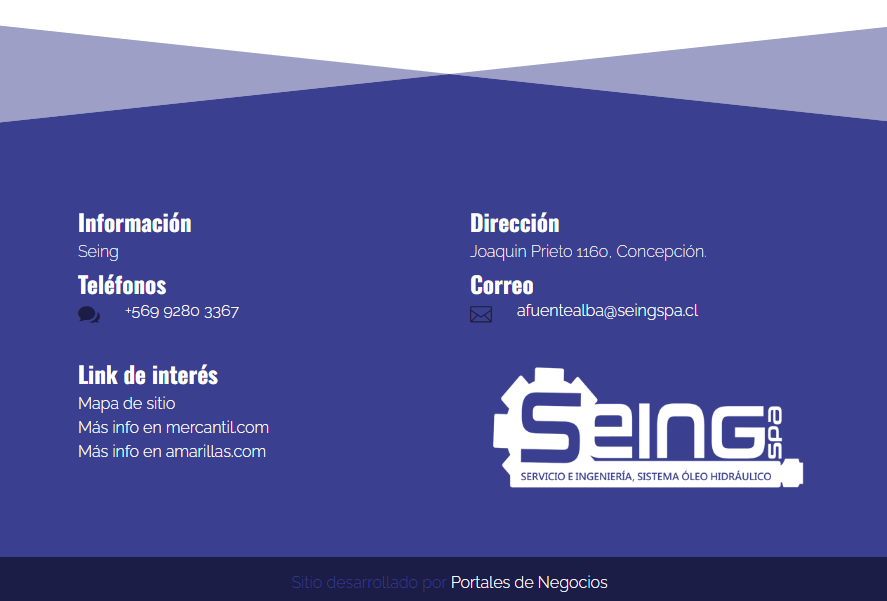 Información
Seing
Teléfonos
+569 9280 3367
Dirección
Joaquin Prieto 1160, Concepción.
Correo
afuentealba@seingspa.cl
Link de interés
Mapa de sitio
Más info en mercantil.com
Más info en amarillas.com
SeING spa
SERVICIO E INGENIERÍA, SISTEMA ÓLEO HIDRÁULICO
Sitio desarrollado por Portales de Negocios